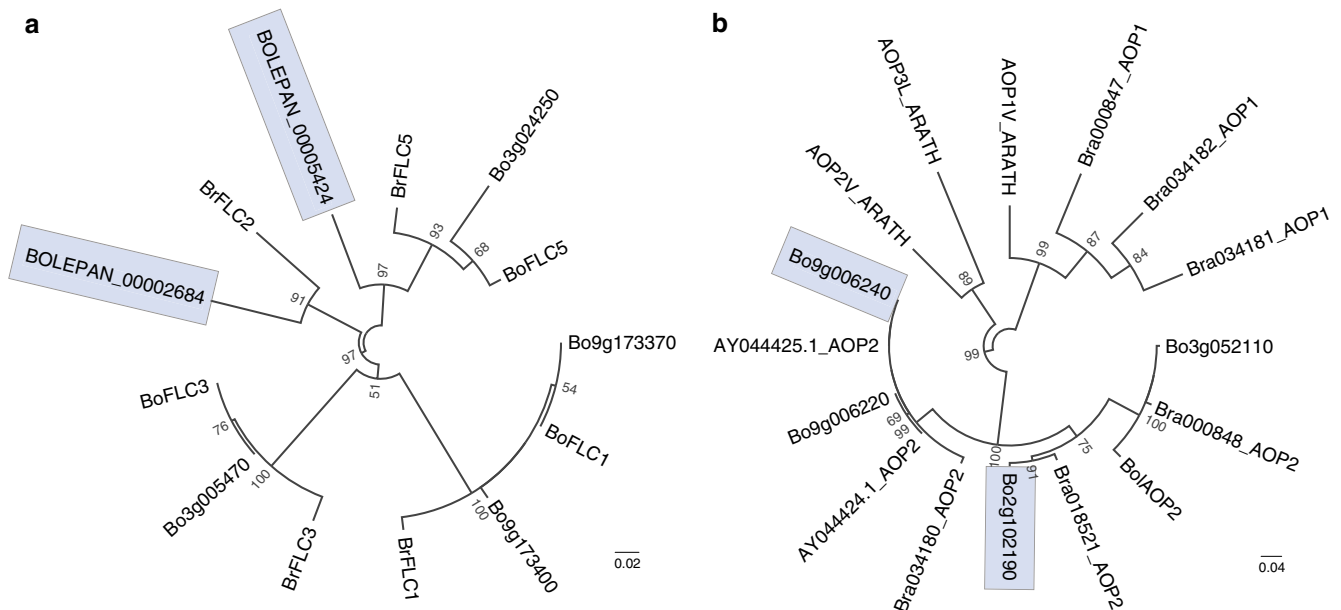 a
BOLEPAN_00005424
BrFLC5
Bo3g024250
BrFLC2
BOLEPAN_00002684
93
68
BoFLC5
97
91
97
51
Bo9g173370
54
BoFLC1
BoFLC3
76
Bo3g005470
100
BrFLC3
BrFLC1
100
Bo9g173400
0.02
b
AOP3L_ARATH
AOP1V_ARATH
Bra000847_AOP1
Bra034182_AOP1
AOP2V_ARATH
Bra034181_AOP1
99
87
84
89
Bo9g006240
AY044425.1_AOP2
99
Bo3g052110
Bra000848_AOP2
100
Bo9g006220
69
99
AY044424.1_AOP2
Bra034180_AOP2
100
91
75
Bo2g102190
Bra018521_AOP2
BolAOP2
0.04